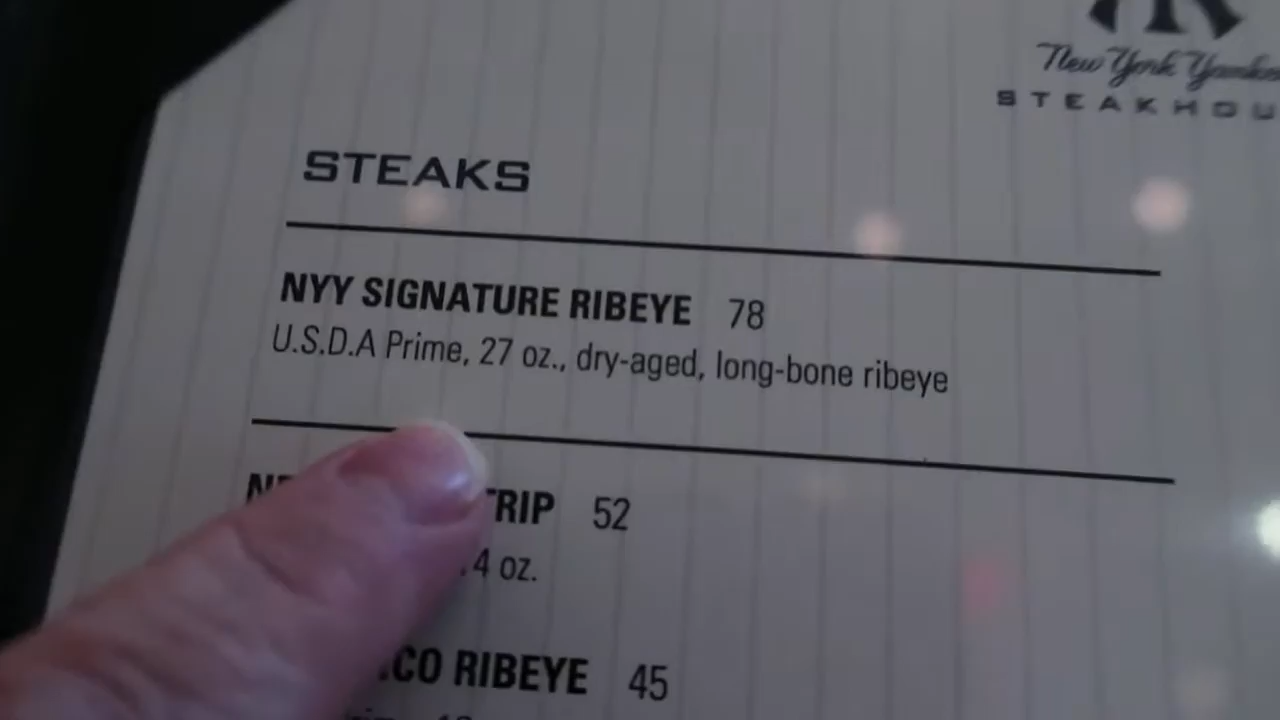 New York Yankees
STEAKHOU
STEAKS
NYY SIGNATURE RIBEYE 78
U.S.D.A Prime, 27 oz., dry-aged, long-bone ribeye
TRIP 52
4 oz.
CO RIBEYE 45